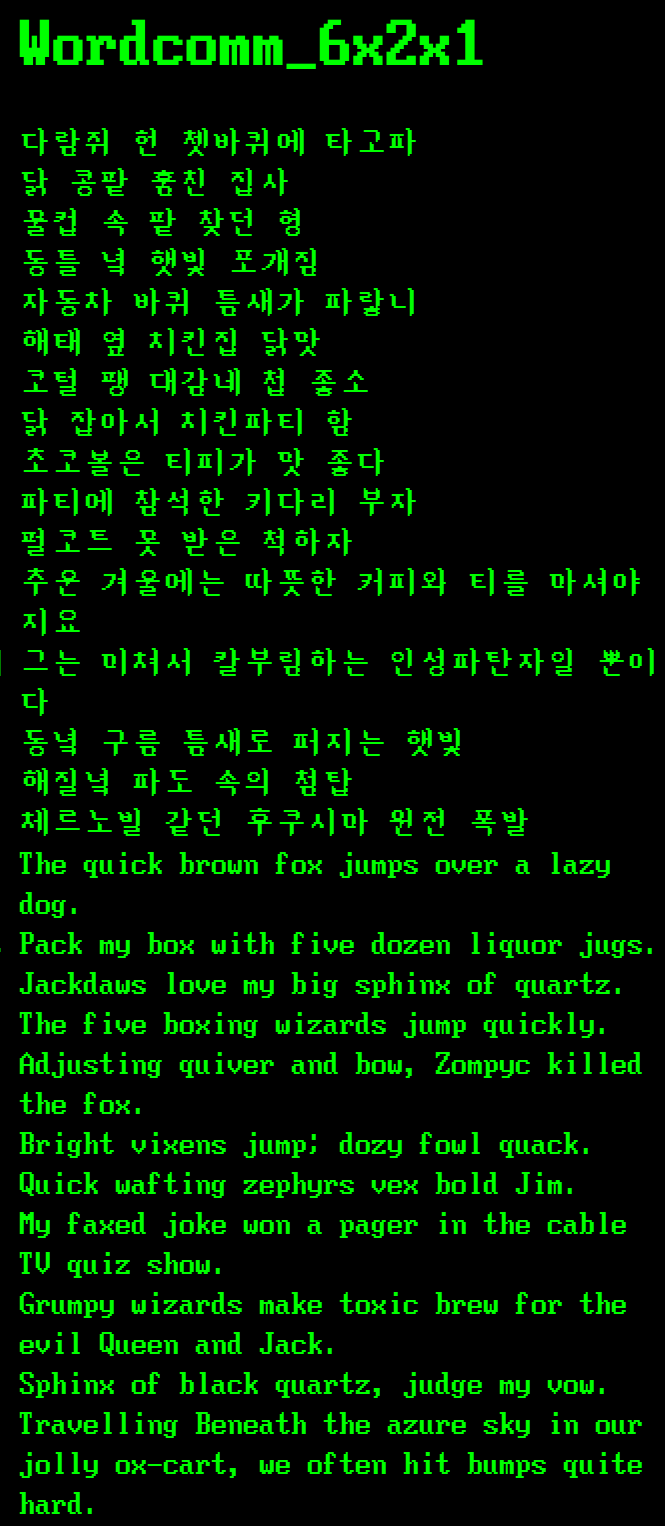 Wordcomm_6x2x1
다람쥐 헌 쳇바퀴에 타고파
닭 콩팥 훔친 집사
물컵 속 팥 찾던 형
동틀 녘 햇빛 포개짐
자동차 바퀴 틈새가 파랗니
해태 옆 치킨집 닭맛
코털 팽 대감네 첩 좋소
닭 잡아서 치킨파티 함
초코볼은 티피가 맛 좋다
파티에 참석한 키다리 부자
펄코트 못 받은 척하자
추운 겨울에는 따뜻한 커피와 티를 마셔야
지요
그는 미쳐서 칼부림하는 인성파탄자일 뿐이
다
동녘 구름 틈새로 퍼지는 햇빛
해질녘 파도 속의 첨탑
체르노빌 같던 후쿠시마 원전 폭발
The quick brown fox jumps over a lazy
dog.
Pack my box with five dozen liquor jugs.
Jackdaws love my big sphinx of quartz.
The five boxing wizards jump quickly.
Adjusting quiver and bow, Zompyc killed
the fox.
Bright vixens jump; dozy fowl quack.
Quick wafting zephyrs vex bold Jim.
My faxed joke won a pager in the cable
TV quiz show.
Grumpy wizards make toxic brew for the
evil Queen and Jack.
Sphinx of black quartz, judge my vow.
Travelling Beneath the azure sky in our
jolly ox-cart, we often hit bumps quite
hard.